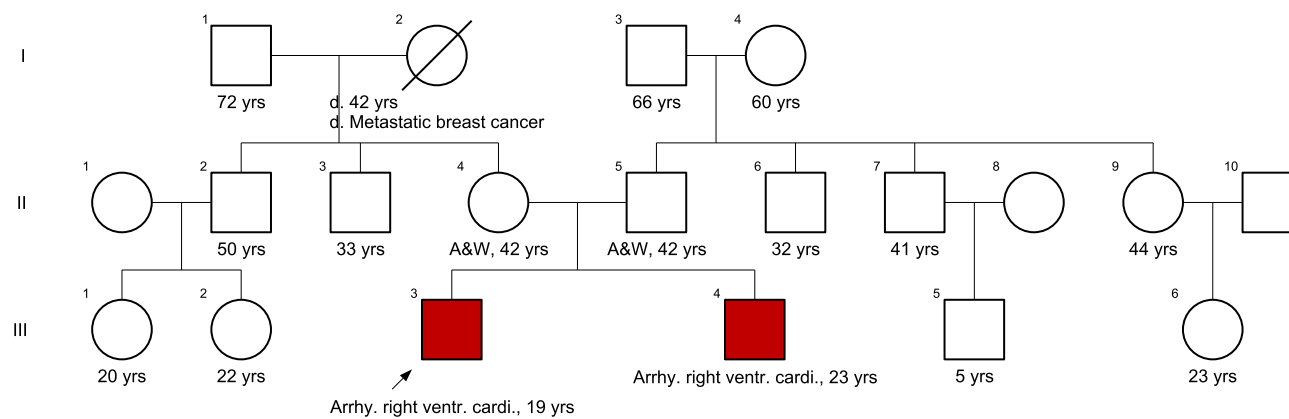 1 2 3 4
I
72 yrs d. 42 yrs 66 yrs 60 yrs
d. Metastatic breast cancer
1 2 3 4 5 6 7 8 9 10
II
50 yrs 33 yrs A&W, 42 yrs A&W, 42 yrs 32 yrs 41 yrs 44 yrs
1 2 3 4 5 6
III
20 yrs 22 yrs Arrhy. right ventr. cardi., 23 yrs 5 yrs 23 yrs
Arrhy. right ventr. cardi., 19 yrs